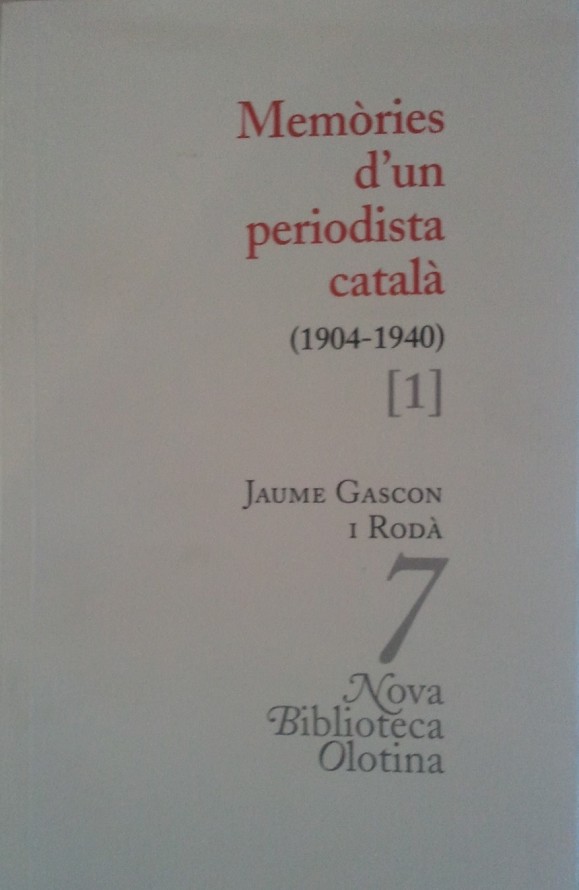 Memòries
d'un
periodista
català
(1904-1940)
[1]
Jaume Gascon
i Rodà
7
Nova
Biblioteca
Olotina